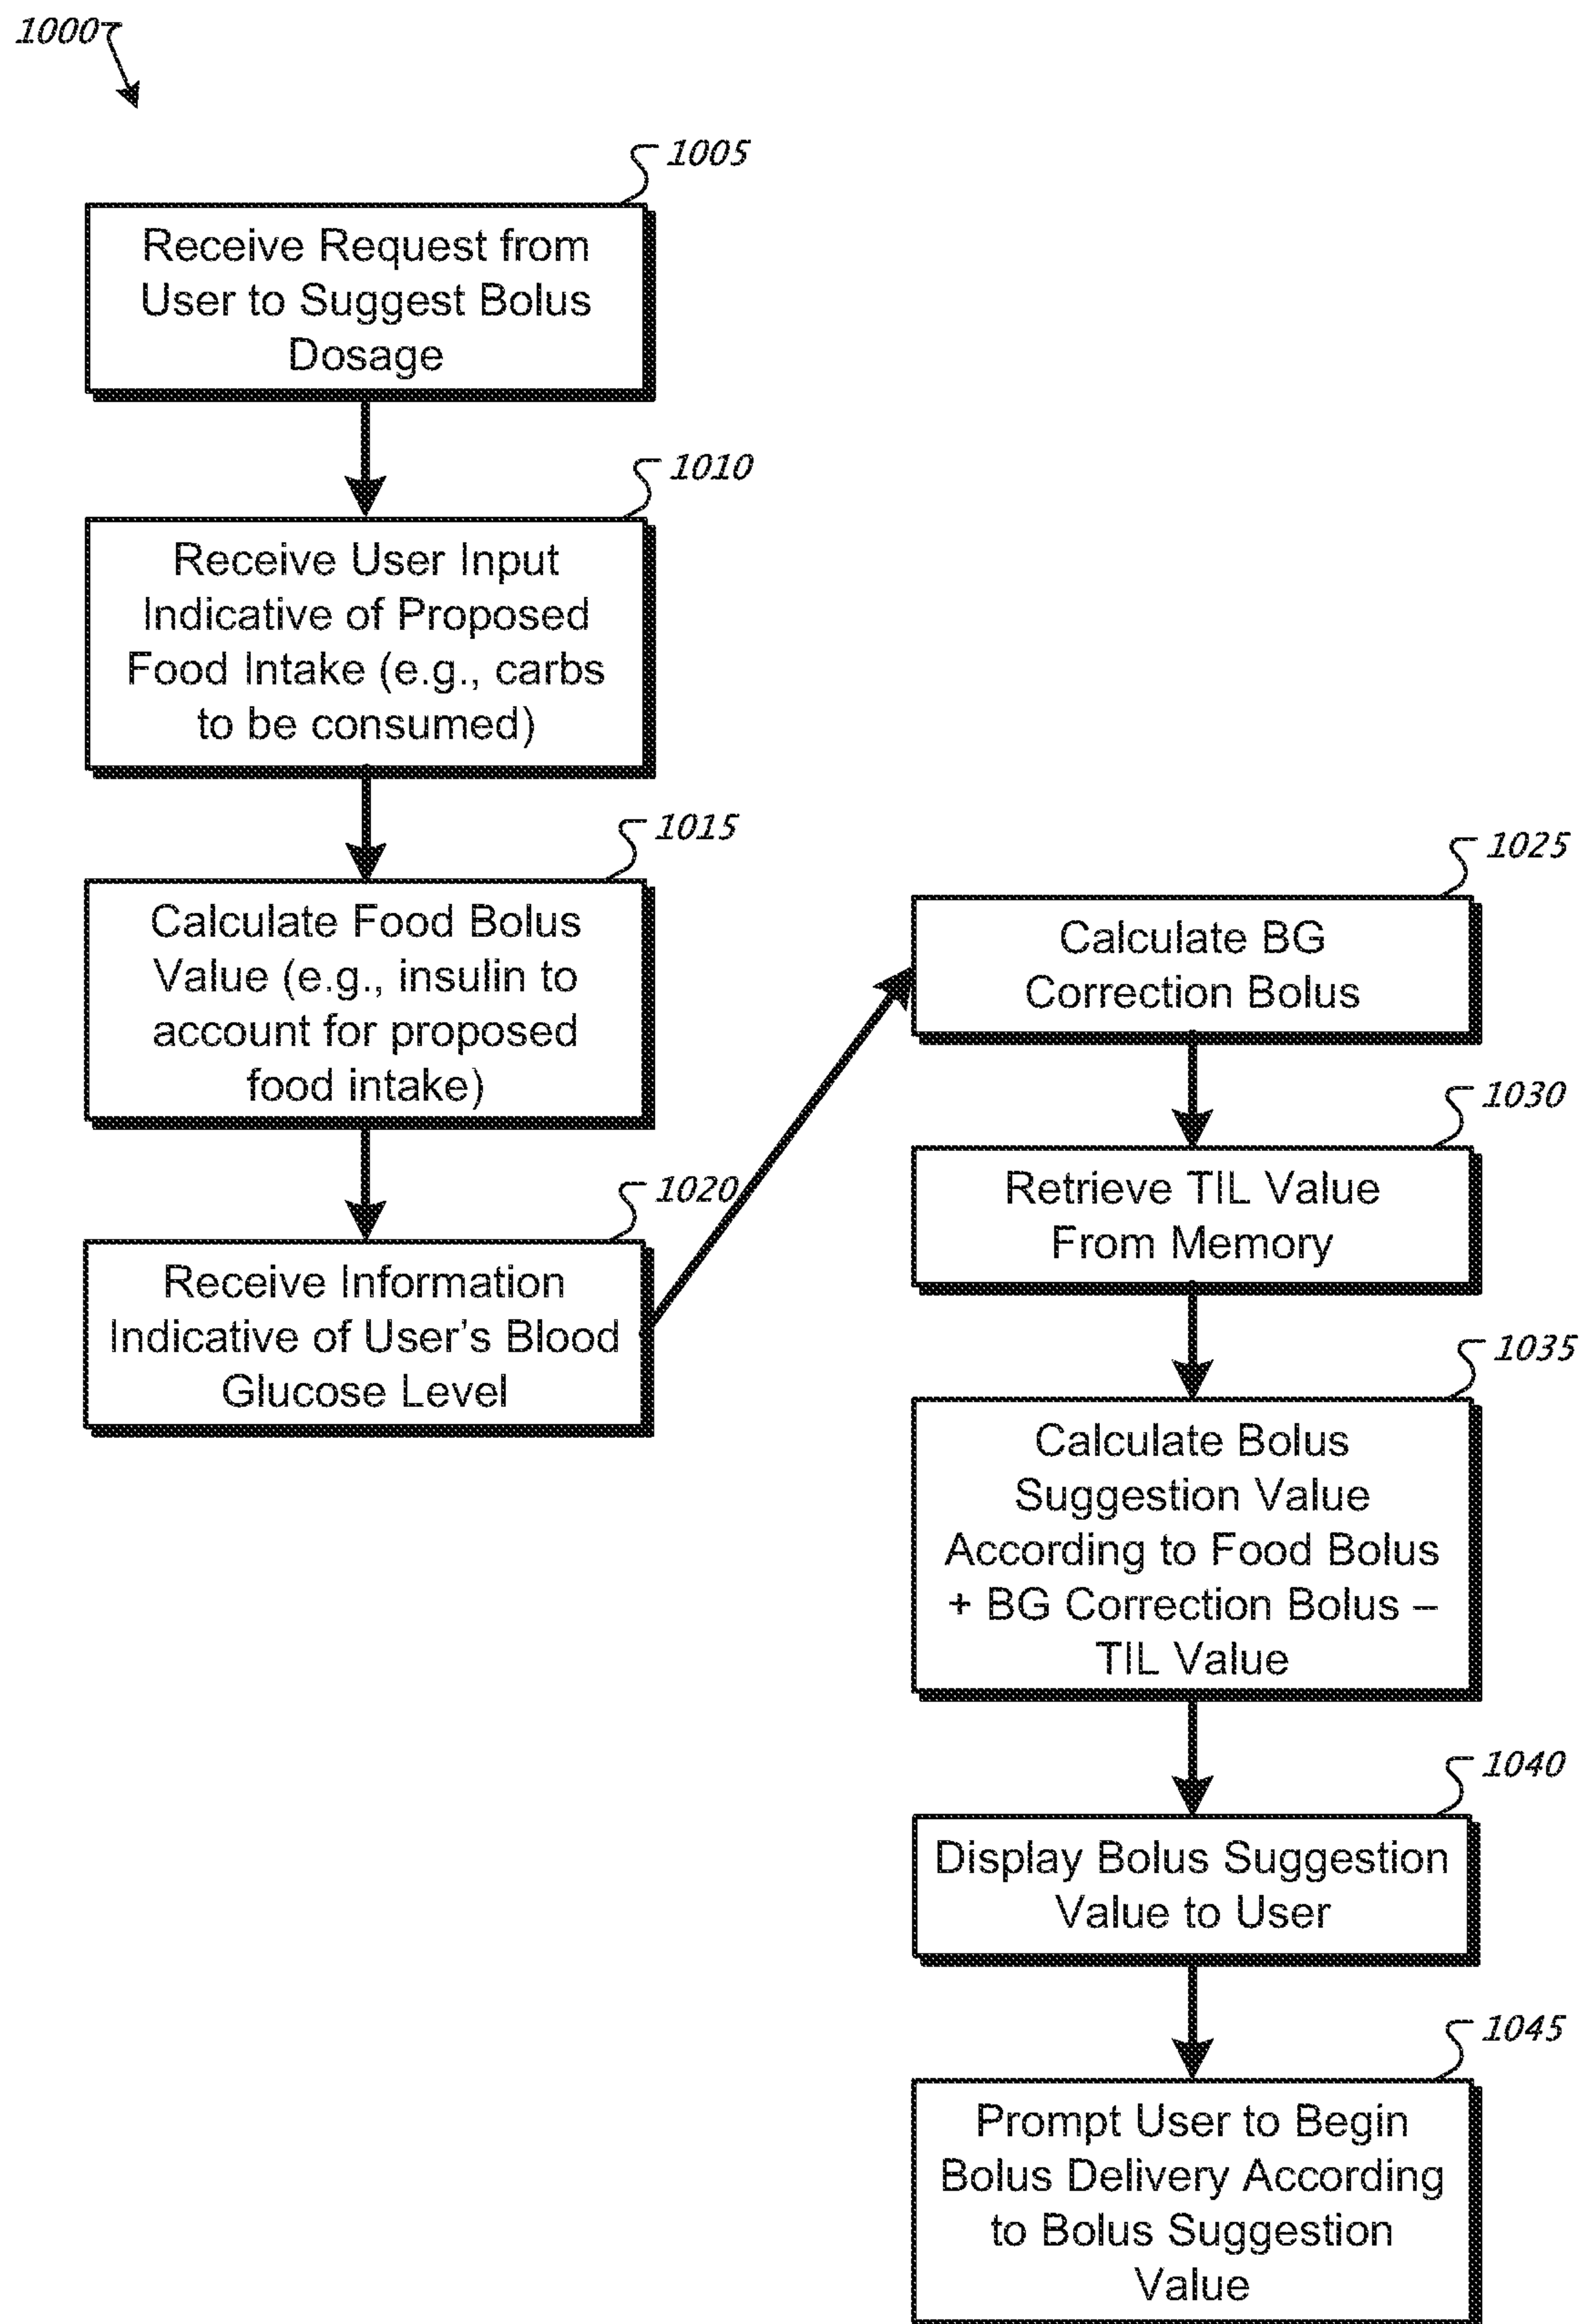 1000
1005
Receive Request from
User to Suggest Bolus
Dosage
1010
Receive User Input
Indicative of Proposed
Food Intake (e.g., carbs
to be consumed)
1015
Calculate Food Bolus
Value (e.g., insulin to
account for proposed
food intake)
1020
Receive Information
Indicative of User's Blood
Glucose Level
1025
Calculate BG
Correction Bolus
1030
Retrieve TIL Value
From Memory
1035
Calculate Bolus
Suggestion Value
According to Food Bolus
+ BG Correction Bolus –
TIL Value
1040
Display Bolus Suggestion
Value to User
1045
Prompt User to Begin
Bolus Delivery According
to Bolus Suggestion
Value